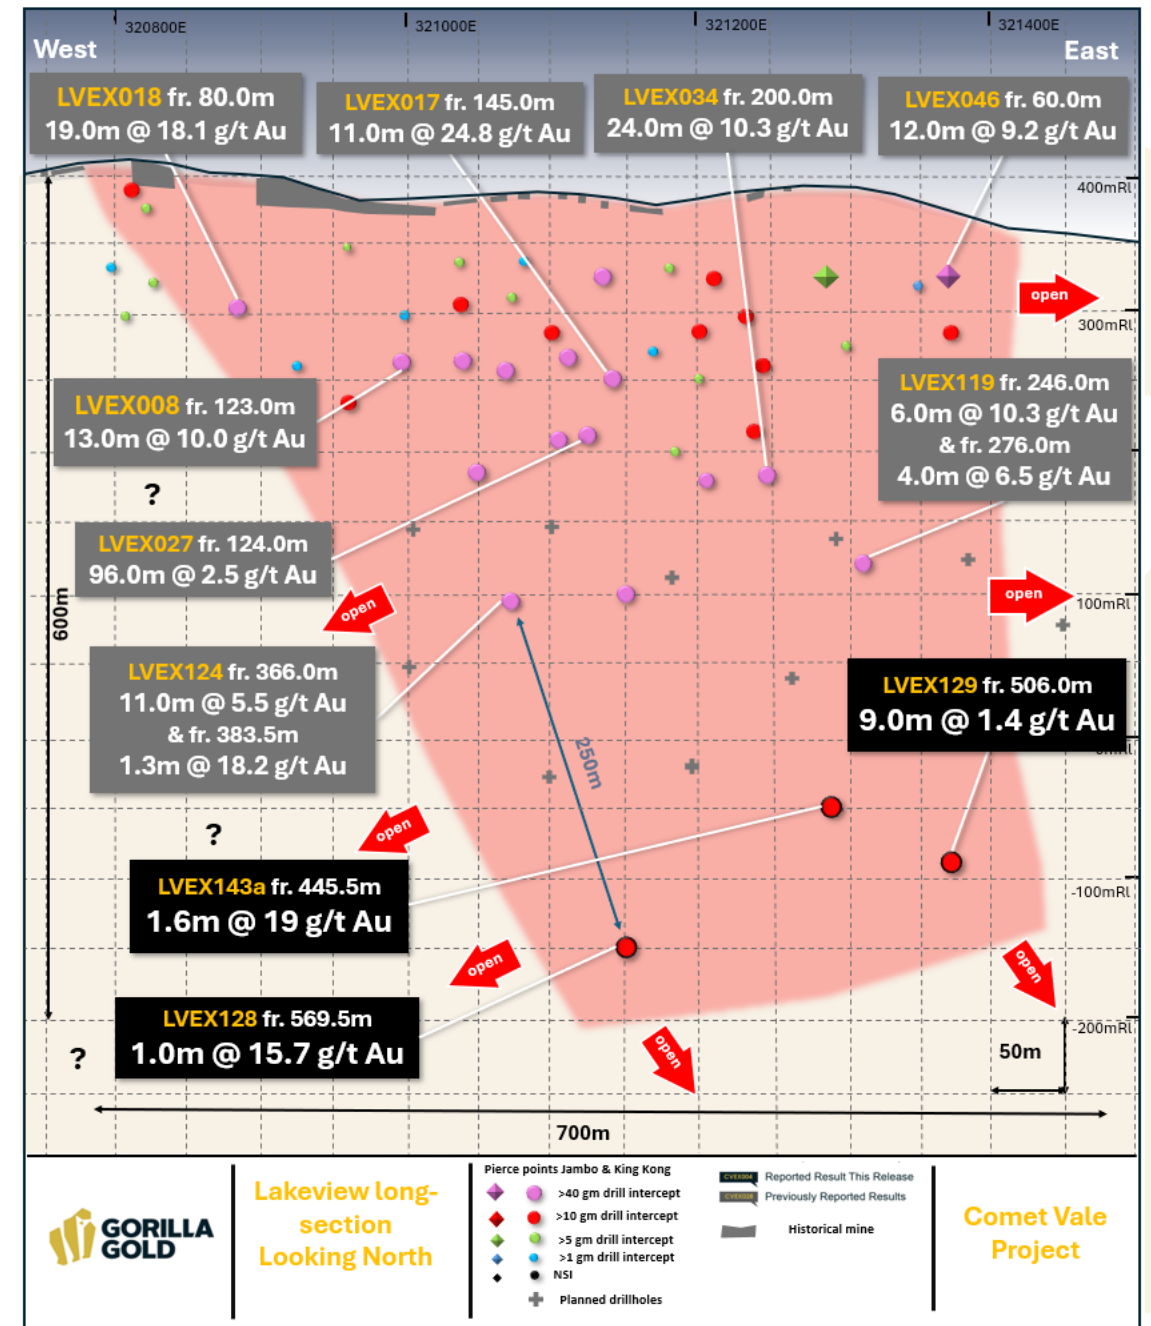 320800E
321000E
321200E
321400E
West
East
LVEX018 fr. 80.0m
19.0m @ 18.1 g/t Au
LVEX017 fr. 145.0m
11.0m @ 24.8 g/t Au
LVEX034 fr. 200.0m
24.0m @ 10.3 g/t Au
LVEX046 fr. 60.0m
12.0m @ 9.2 g/t Au
400mRl
open
300mRl
LVEX008 fr. 123.0m
13.0m @ 10.0 g/t Au
LVEX119 fr. 246.0m
6.0m @ 10.3 g/t Au
& fr. 276.0m
4.0m @ 6.5 g/t Au
?
LVEX027 fr. 124.0m
96.0m @ 2.5 g/t Au
600m
open
open
100mRl
LVEX124 fr. 366.0m
11.0m @ 5.5 g/t Au
& fr. 383.5m
1.3m @ 18.2 g/t Au
LVEX129 fr. 506.0m
9.0m @ 1.4 g/t Au
0mRl
250m
?
open
LVEX143a fr. 445.5m
1.6m @ 19 g/t Au
-100mRl
open
open
LVEX128 fr. 569.5m
1.0m @ 15.7 g/t Au
-200mRl
?
open
50m
700m
GORILLA
GOLD
Lakeview long-
section
Looking North
Pierce points Jambo & King Kong
>40 gm drill intercept
>10 gm drill intercept
>5 gm drill intercept
>1 gm drill intercept
NSI
Planned drillholes
CVEX004 Reported Result This Release
CVEX028 Previously Reported Results
Historical mine
Comet Vale
Project